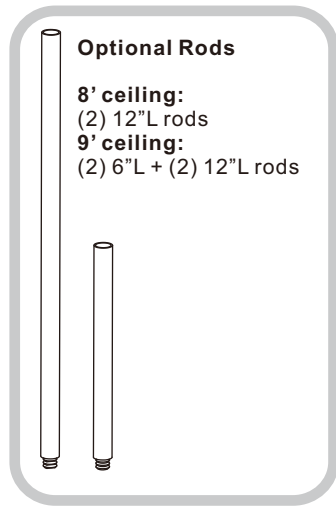 Optional Rods
8’ ceiling:
(2) 12”L rods
9’ ceiling:
(2) 6”L + (2) 12”L rods